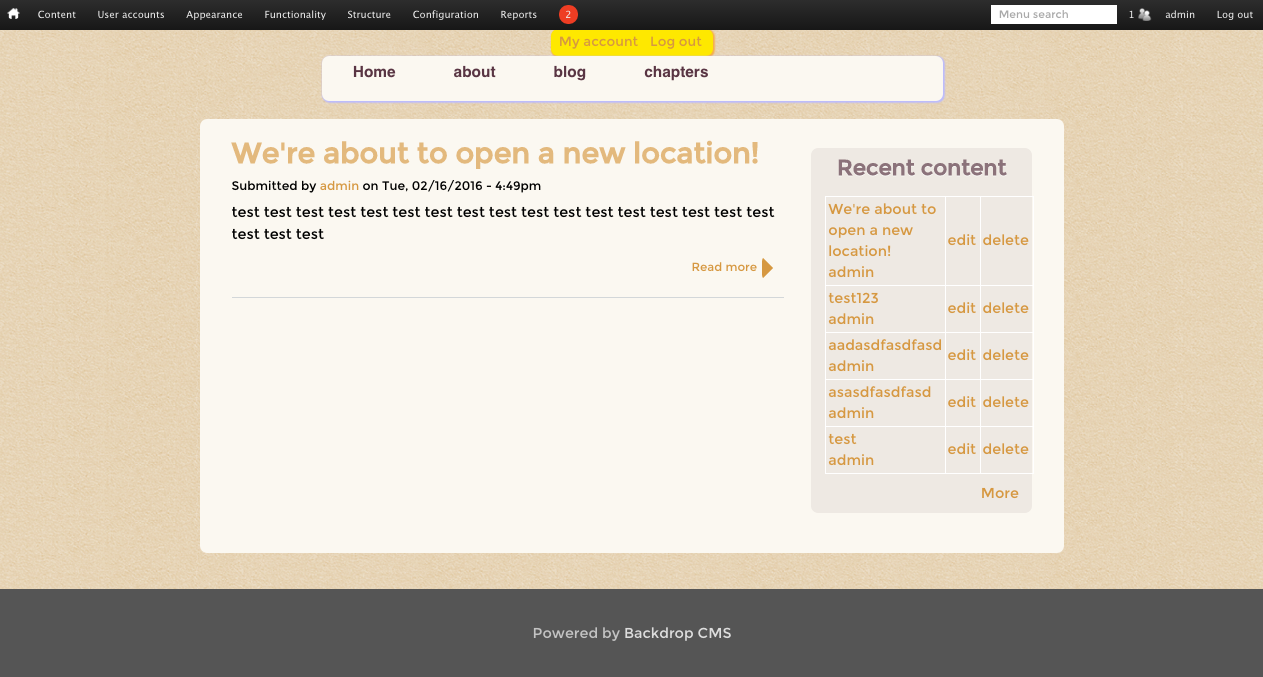 Content User accounts Appearance Functionality Structure Configuration Reports 2 Menu search 1 admin Log out
My account Log out
Home about blog chapters
We're about to open a new location!
Submitted by admin on Tue, 02/16/2016 - 4:49pm
test test test test test test test test test test test test test test test test test
test test test
Read more
Recent content
We're about to
open a new
location!
admin
edit delete
test123
admin
edit delete
aadasdfasdfasd
admin
edit delete
asasdfasdfasd
admin
edit delete
test
admin
edit delete
More
Powered by Backdrop CMS